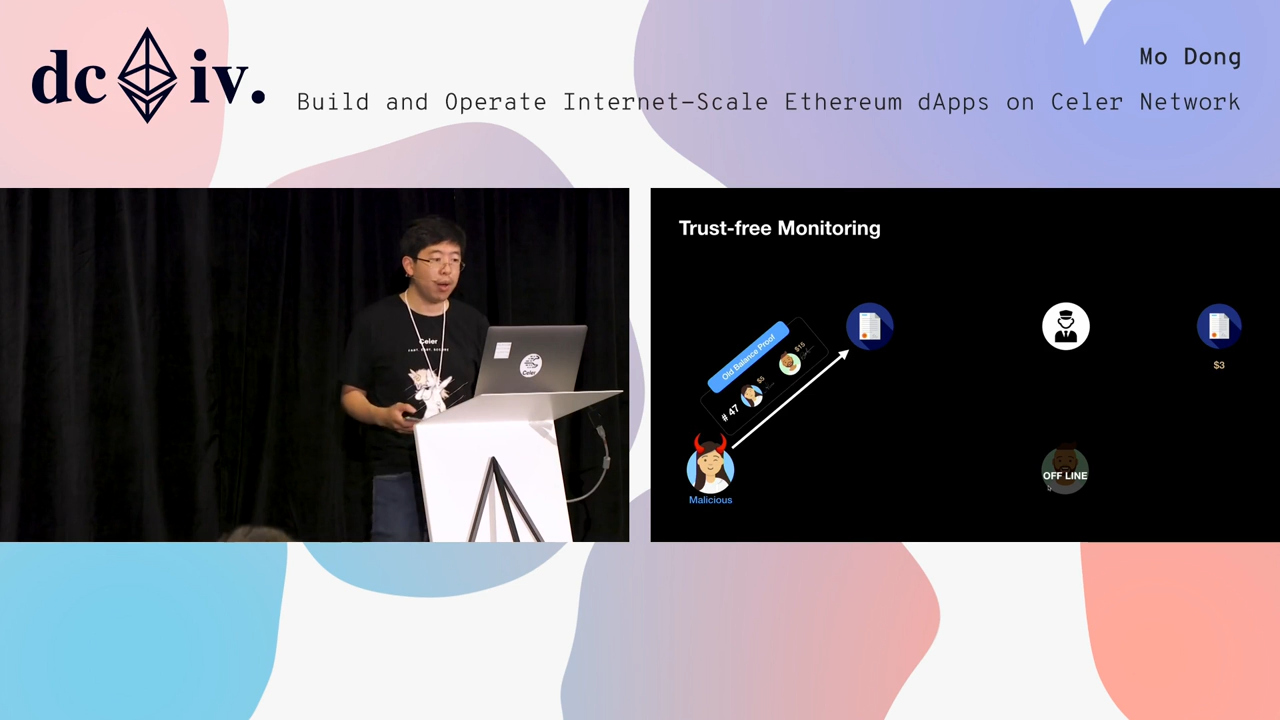 dc iv.
Mo Dong
Build and Operate Internet-Scale Ethereum dApps on Celer Network
Trust-free Monitoring
Old Balance Proof
$15
$5
# 47
$3
OFF LINE
Malicious
Celer
Celer